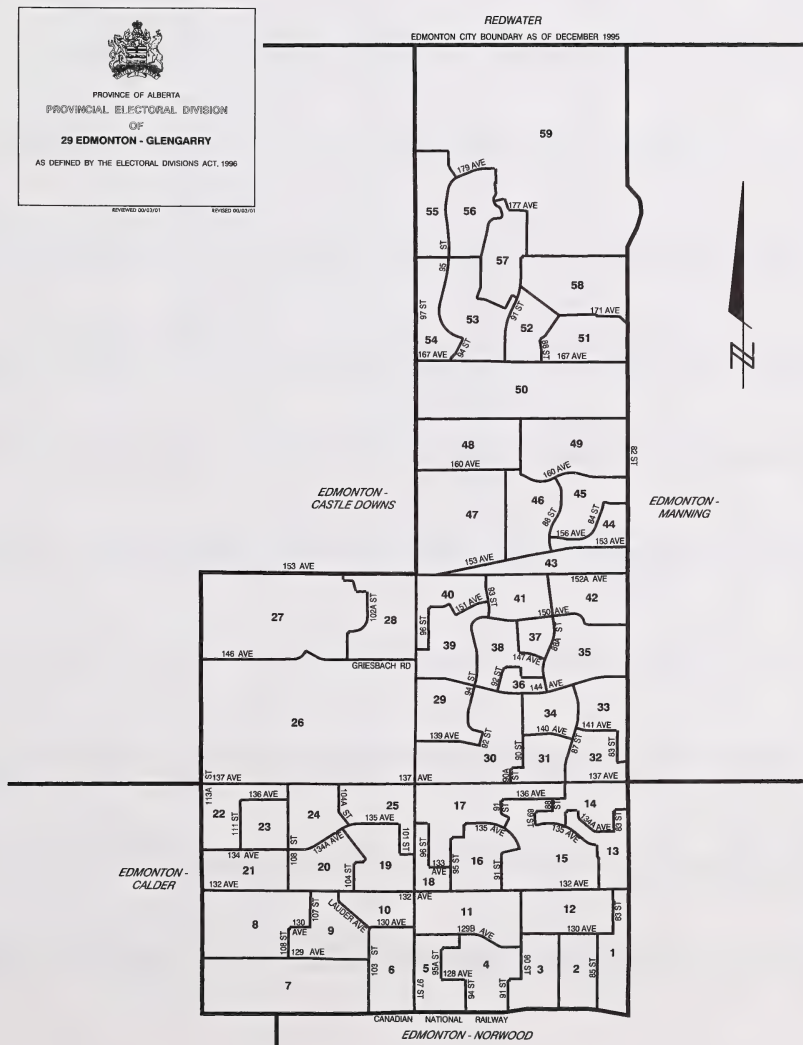 REDWATER
EDMONTON CITY BOUNDARY AS OF DECEMBER 1995
PROVINCE OF ALBERTA
PROVINCIAL ELECTORAL DIVISION
OF
29 EDMONTON - GLENGARRY
AS DEFINED BY THE ELECTORAL DIVISIONS ACT, 1996
REVIEWED 00/03/01
REVISED 00/03/01
59
179 AVE
55
56
177 AVE
ST
57
95
58
97 ST
53
91 ST
171 AVE
52
54
94 ST
88 ST
51
167 AVE
167 AVE
50
48
49
82 ST
160 AVE
160 AVE
EDMONTON -
CASTLE DOWNS
46
45
EDMONTON -
MANNING
47
88 ST
84 ST
44
156 AVE
153 AVE
153 AVE
43
153 AVE
152A AVE
27
102A ST
28
40
151 AVE
93 ST
41
150 AVE
42
96 ST
39
38
37
88A ST
147 AVE
35
146 AVE
GRIESBACH RD
92 ST
36
144 AVE
94 ST
29
26
34
33
141 AVE
139 AVE
92 ST
30
90 ST
140 AVE
31
87 ST
32
83 ST
90A ST
ST
137 AVE
137 AVE
137 AVE
113A
22
136 AVE
111 ST
23
24
104A ST
25
135 AVE
17
136 AVE
91 ST
88 ST
89 ST
14
134A AVE
83 ST
134 AVE
108 ST
134A AVE
101 ST
96 ST
135 AVE
135 AVE
13
EDMONTON -
CALDER
21
20
104 ST
19
133 AVE
95 ST
16
91 ST
15
132 AVE
18
132 AVE
132 AVE
8
107 ST
LAUDER AVE
10
11
12
83 ST
130 AVE
9
130 AVE
129B AVE
130 AVE
108 ST
129 AVE
103 ST
6
5
95A ST
128 AVE
4
90 ST
3
2
85 ST
1
7
97 ST
94 ST
91 ST
CANADIAN NATIONAL RAILWAY
EDMONTON - NORWOOD